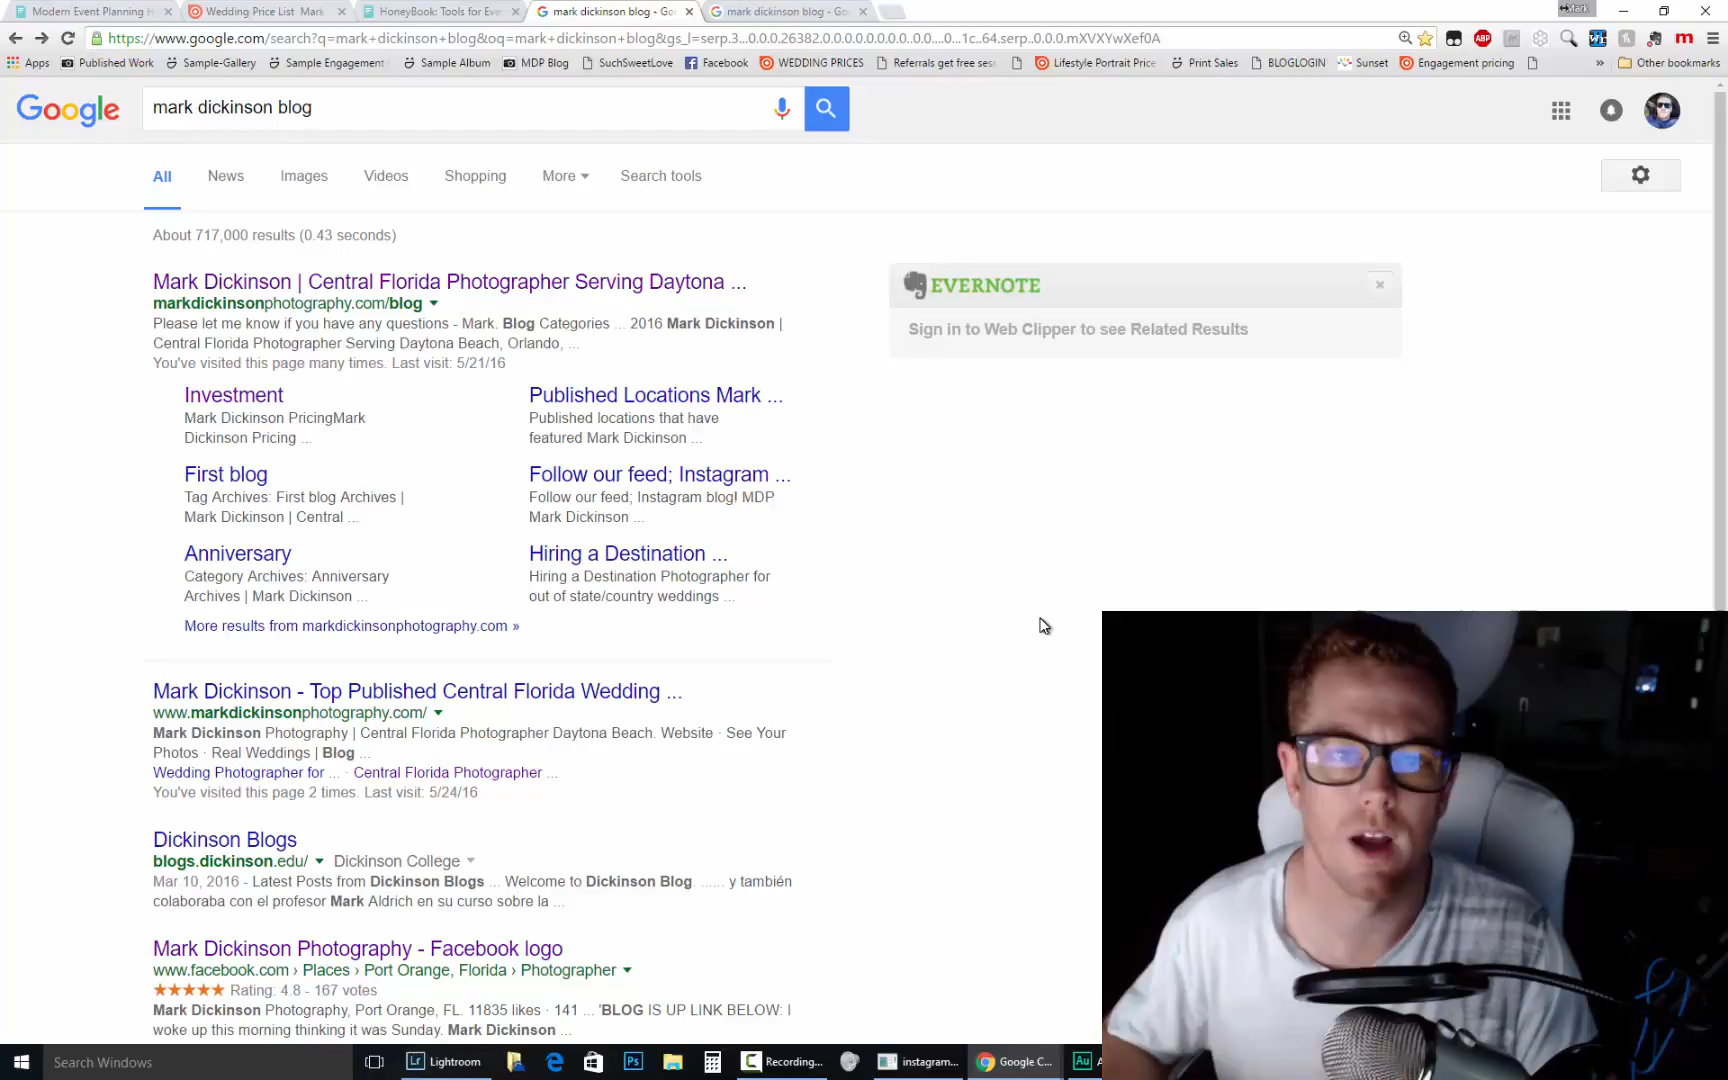 Modern Event Planning H
Wedding Price List Mark
HoneyBook: Tools for Eve
mark dickinson blog - Go
mark dickinson blog - Go
Mark
https://www.google.com/search?q=mark+dickinson+blog&oq=mark+dickinson+blog&gs_l=serp.3...0.0.0.26382.0.0.0.0.0.0.0.0..0.0....0...1c..64.serp..0.0.0.mXVXYwXef0A
Apps Published Work Sample-Gallery Sample Engagement Sample Album MDP Blog SuchSweetLove Facebook WEDDING PRICES Referrals get free sess Lifestyle Portrait Price Print Sales BLOGLOGIN Sunset Engagement pricing » Other bookmarks
Google
mark dickinson blog
All News Images Videos Shopping More Search tools
About 717,000 results (0.43 seconds)
Mark Dickinson | Central Florida Photographer Serving Daytona ...
markdickinsonphotography.com/blog
Please let me know if you have any questions - Mark. Blog Categories ... 2016 Mark Dickinson |
Central Florida Photographer Serving Daytona Beach, Orlando, ...
You've visited this page many times. Last visit: 5/21/16
Investment
Mark Dickinson PricingMark
Dickinson Pricing ...
Published Locations Mark ...
Published locations that have
featured Mark Dickinson ...
First blog
Tag Archives: First blog Archives |
Mark Dickinson | Central ...
Follow our feed; Instagram ...
Follow our feed; Instagram blog! MDP
Mark Dickinson ...
Anniversary
Category Archives: Anniversary
Archives | Mark Dickinson ...
Hiring a Destination ...
Hiring a Destination Photographer for
out of state/country weddings ...
More results from markdickinsonphotography.com »
Mark Dickinson - Top Published Central Florida Wedding ...
www.markdickinsonphotography.com/
Mark Dickinson Photography | Central Florida Photographer Daytona Beach. Website · See Your
Photos · Real Weddings | Blog ...
Wedding Photographer for ... · Central Florida Photographer ...
You've visited this page 2 times. Last visit: 5/24/16
Dickinson Blogs
blogs.dickinson.edu/ Dickinson College
Mar 10, 2016 - Latest Posts from Dickinson Blogs ... Welcome to Dickinson Blog. ...... y también
colaboraba con el profesor Mark Aldrich en su curso sobre la ...
Mark Dickinson Photography - Facebook logo
www.facebook.com › Places › Port Orange, Florida › Photographer
Rating: 4.8 - 167 votes
Mark Dickinson Photography, Port Orange, FL. 11835 likes · 141 ... 'BLOG IS UP LINK BELOW: I
woke up this morning thinking it was Sunday. Mark Dickinson ...
EVERNOTE
Sign in to Web Clipper to see Related Results
Search Windows
Lr Lightroom
Ps
Recording...
instagram...
Google C...
Au A